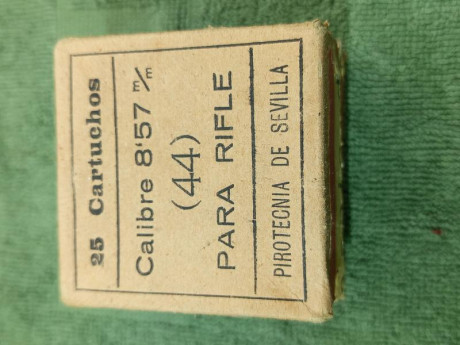 25 Cartuchos
Calibre 8'57 m/m
(44)
PARA RIFLE
PIROTECNIA DE SEVILLA